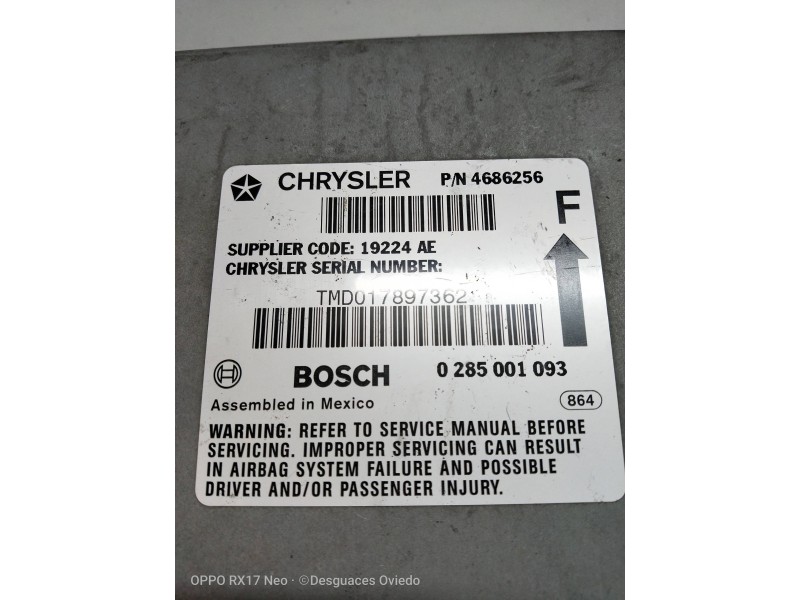 CHRYSLER P/N 4686256
F
SUPPLIER CODE: 19224 AE
CHRYSLER SERIAL NUMBER:
TMD017897362
BOSCH 0 285 001 093
Assembled in Mexico 864
WARNING: REFER TO SERVICE MANUAL BEFORE
SERVICING. IMPROPER SERVICING CAN RESULT
IN AIRBAG SYSTEM FAILURE AND POSSIBLE
DRIVER AND/OR PASSENGER INJURY.
OPPO RX17 Neo · ©Desguaces Oviedo